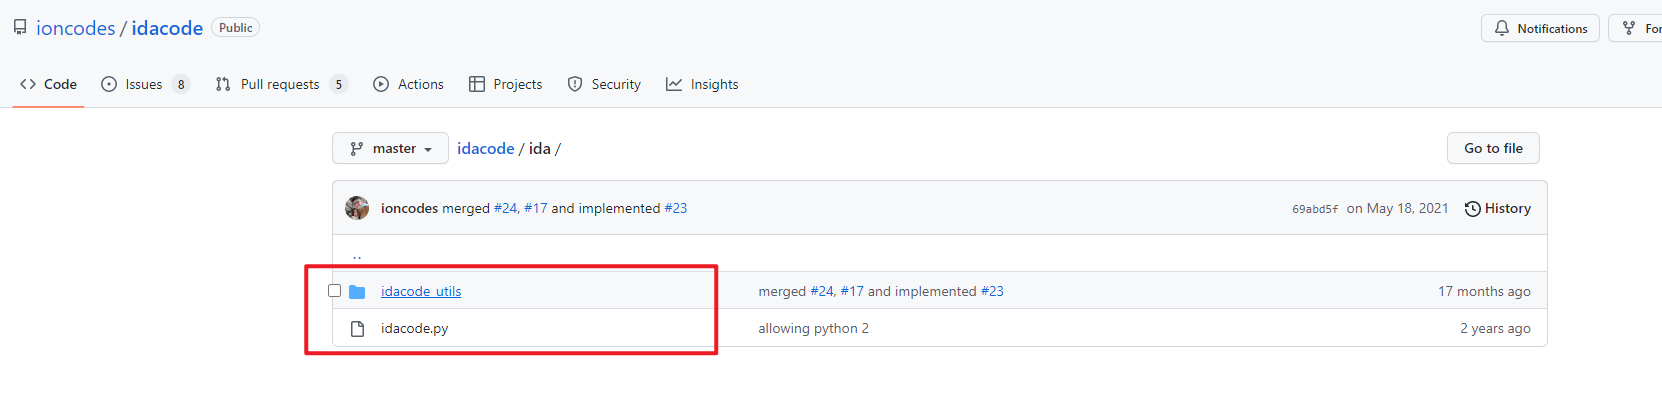 ioncodes / idacode Public
Notifications For
Code Issues 8 Pull requests 5 Actions Projects Security Insights
master idacode / ida / Go to file
ioncodes merged #24, #17 and implemented #23 69abd5f on May 18, 2021 History
..
idacode_utils merged #24, #17 and implemented #23 17 months ago
idacode.py allowing python 2 2 years ago